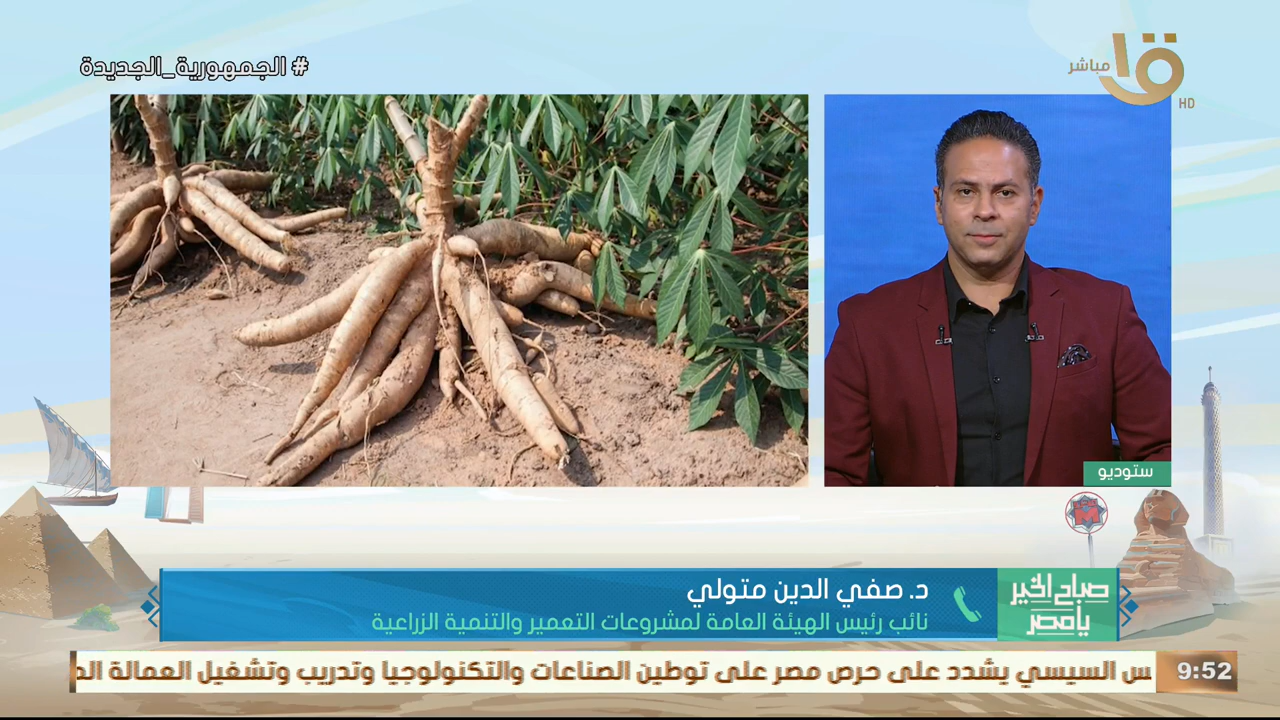 #الجمهورية_الجديدة
مباشر
HD
ستوديو
صباح الخير
يا مصر
د. صفي الدين متولي
نائب رئيس الهيئة العامة لمشروعات التعمير والتنمية الزراعية
س السيسي يشدد على حرص مصر على توطين الصناعات والتكنولوجيا وتدريب وتشغيل العمالة
9:52